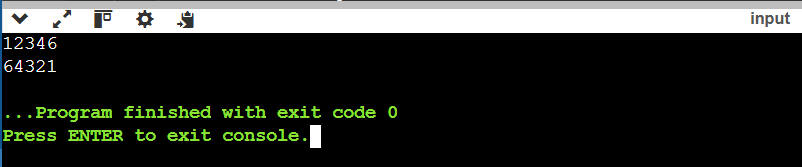 input
12346
64321
...Program finished with exit code 0
Press ENTER to exit console.